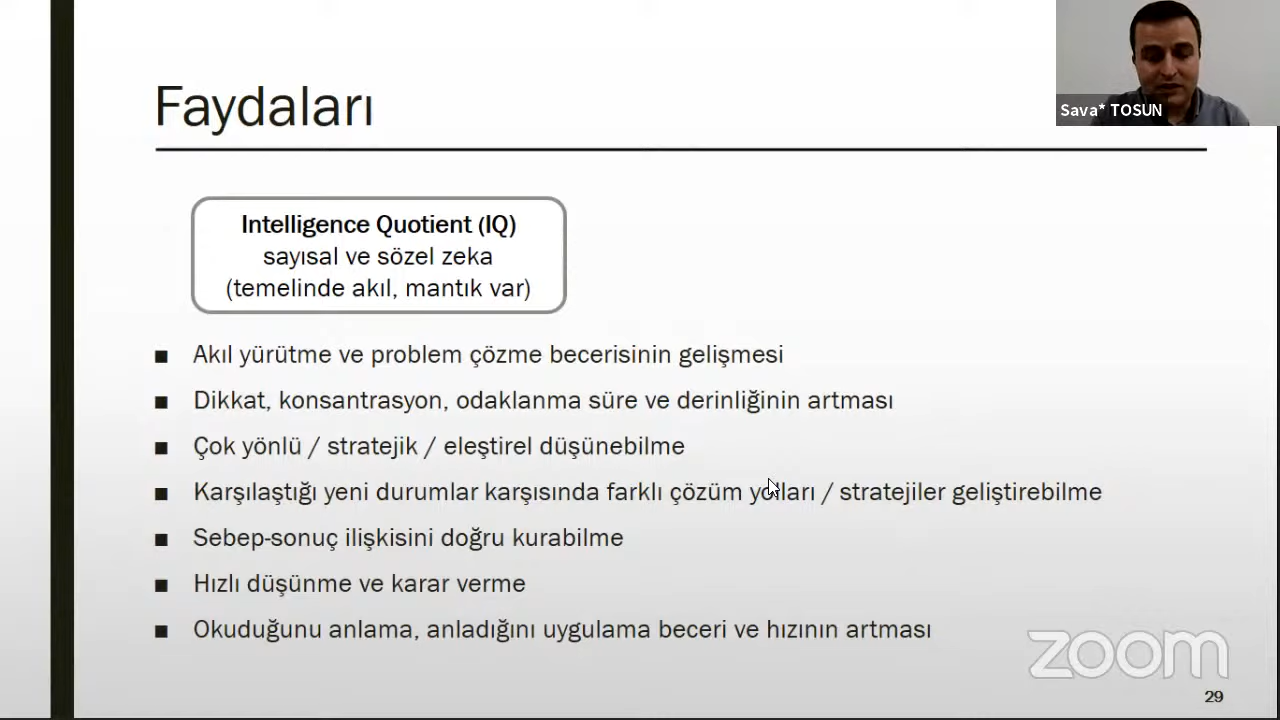 Faydaları
Sava* TOSUN
Intelligence Quotient (IQ)
sayısal ve sözel zeka
(temelinde akıl, mantık var)
Akıl yürütme ve problem çözme becerisinin gelişmesi
Dikkat, konsantrasyon, odaklanma süre ve derinliğinin artması
Çok yönlü / stratejik / eleştirel düşünebilme
Karşılaştığı yeni durumlar karşısında farklı çözüm yolları / stratejiler geliştirebilme
Sebep-sonuç ilişkisini doğru kurabilme
Hızlı düşünme ve karar verme
Okuduğunu anlama, anladığını uygulama beceri ve hızının artması
zoom
29